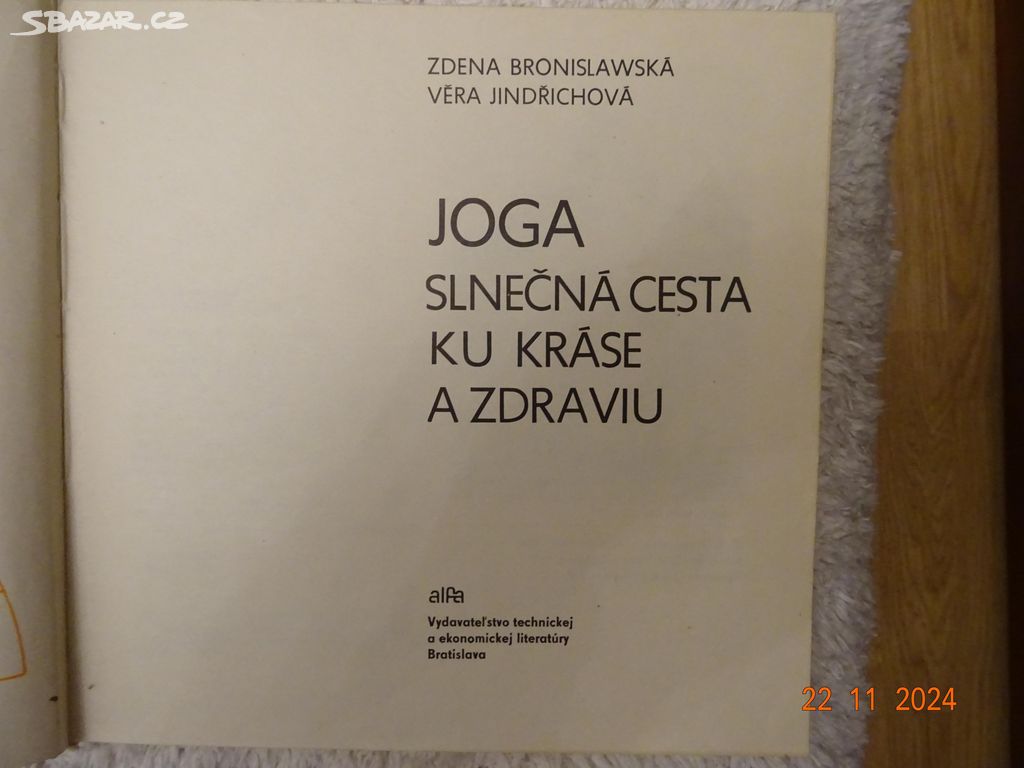 SBAZAR.CZ
ZDENA BRONISLAWSKÁ
VĚRA JINDŘICHOVÁ
JOGA
SLNEČNÁ CESTA
KU KRÁSE
A ZDRAVIU
alfa
Vydavateľstvo technickej
a ekonomickej literatúry
Bratislava
22 11 2024